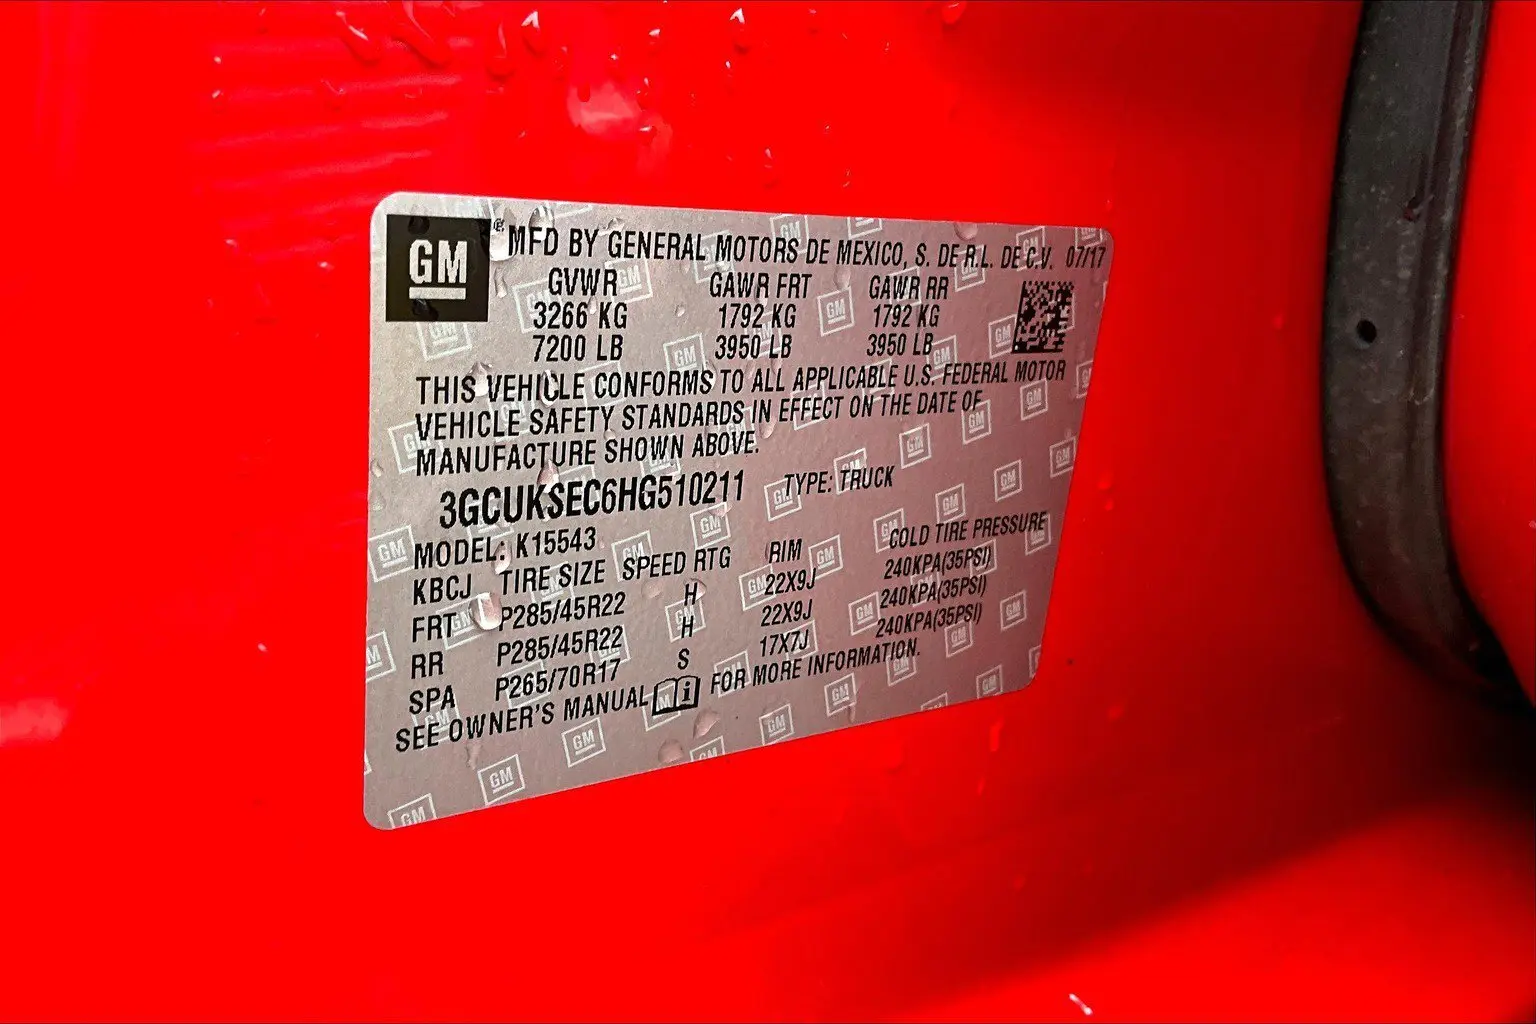 GM
® MFD BY GENERAL MOTORS DE MEXICO, S. DE R.L. DE C.V. 07/17
GVWR GAWR FRT GAWR RR
3266 KG 1792 KG 1792 KG
7200 LB 3950 LB 3950 LB
THIS VEHICLE CONFORMS TO ALL APPLICABLE U.S. FEDERAL MOTOR
VEHICLE SAFETY STANDARDS IN EFFECT ON THE DATE OF
MANUFACTURE SHOWN ABOVE.
3GCUKSEC6HG510211 TYPE: TRUCK
MODEL: K15543
KBCJ TIRE SIZE SPEED RTG RIM COLD TIRE PRESSURE
FRT P285/45R22 H 22X9J 240KPA(35PSI)
RR P285/45R22 H 22X9J 240KPA(35PSI)
SPA P265/70R17 S 17X7J 240KPA(35PSI)
SEE OWNER'S MANUAL i FOR MORE INFORMATION.